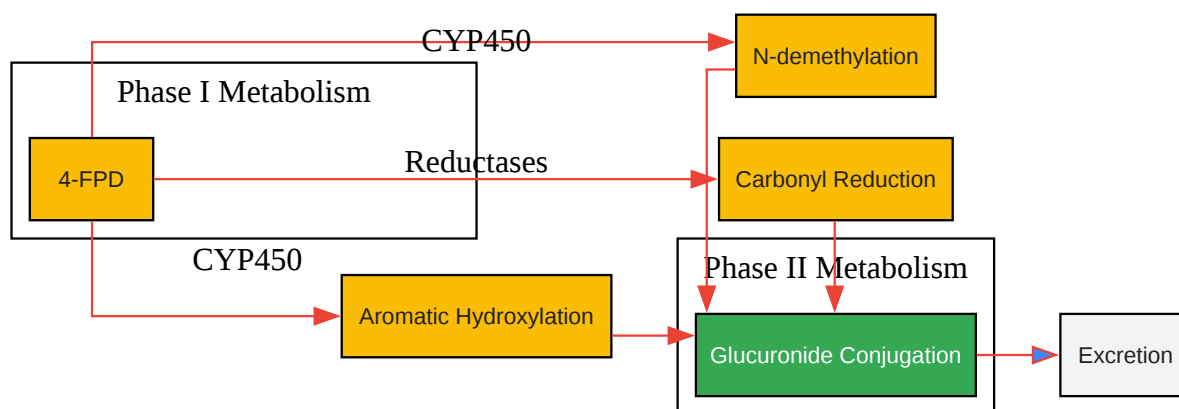 CYP450
N-demethylation
Phase I Metabolism
4-FPD
Reductases
Carbonyl Reduction
CYP450
Phase II Metabolism
Aromatic Hydroxylation
Glucuronide Conjugation
Excretion